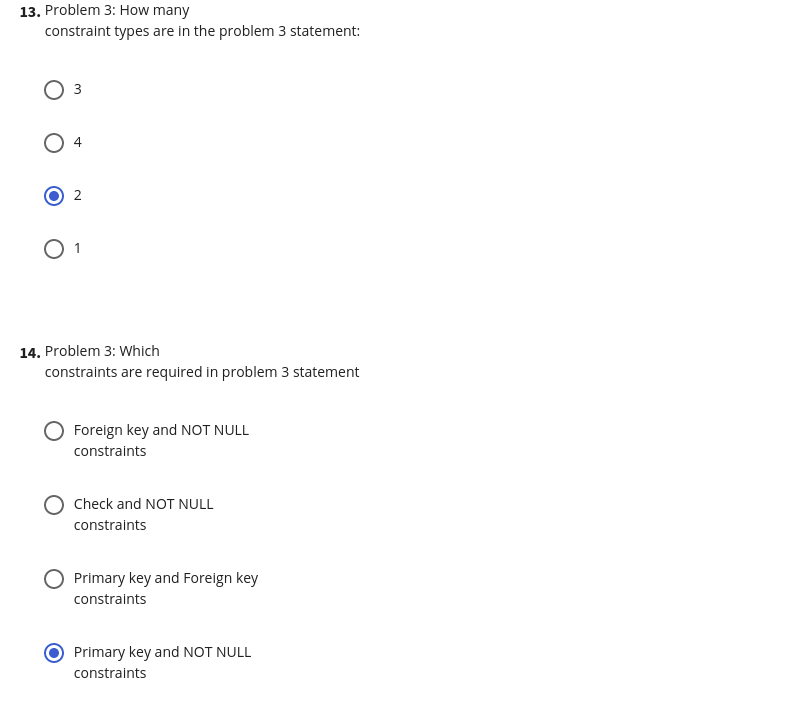 13. Problem 3: How many
constraint types are in the problem 3 statement:
3
4
2
1
14. Problem 3: Which
constraints are required in problem 3 statement
Foreign key and NOT NULL
constraints
Check and NOT NULL
constraints
Primary key and Foreign key
constraints
Primary key and NOT NULL
constraints